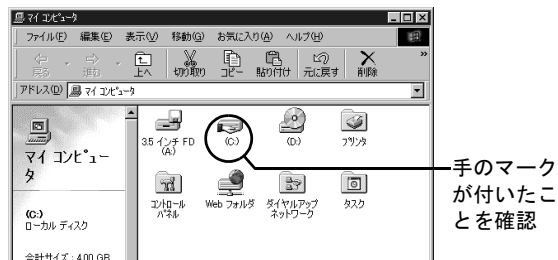 マイ コンピュータ
ファイル(F) 編集(E) 表示(V) 移動(G) お気に入り(A) ヘルプ(H)
戻る 進む 上へ 切り取り コピー 貼り付け 元に戻す 削除 »
アドレス(D) マイ コンピュータ
マイ コンピュー
タ
(C:)
ローカル ディスク
合計サイズ : 4.00 GB
3.5 インチ FD
(A:)
(C:)
(D:)
プリンタ
コントロール
パネル
Web フォルダ
ダイヤルアップ
ネットワーク
タスク
手のマーク
が付いたこ
とを確認